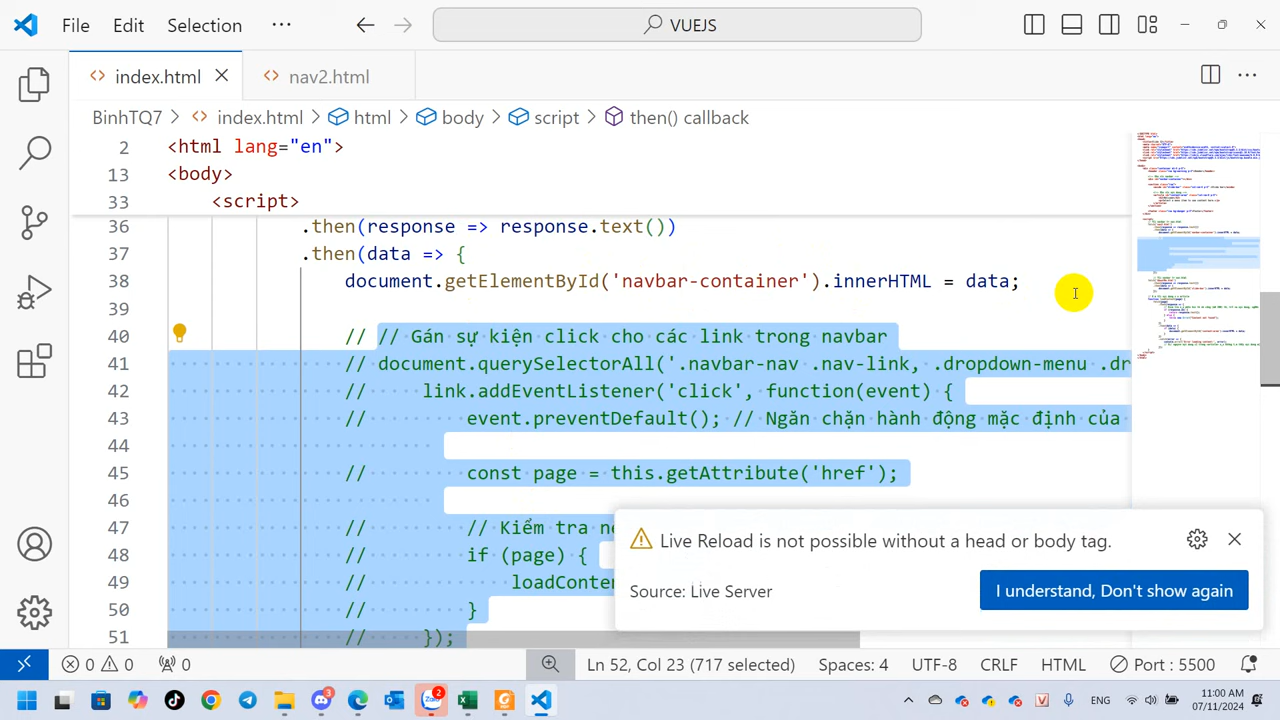 File Edit Selection ··· VUEJS
index.html nav2.html
BinhTQ7 > index.html > html > body > script > then() callback
2 <html lang="en">
13 <body>
33 <script>
36 .then(response => response.text())
37 .then(data =>
38 document.getElementById('navbar-container').innerHTML = data;
39
40 // Gán sự kiện click cho các link trong navbar
41 // document.querySelectorAll('.navbar-nav .nav-link, .dropdown-menu .dr
42 // link.addEventListener('click', function(event) {
43 // event.preventDefault(); // Ngăn chặn hành động mặc định của
44
45 // const page = this.getAttribute('href');
46
47 // // Kiểm tra
48 // if (page) {
49 // loadConten
50 // }
51 // });
Live Reload is not possible without a head or body tag.
Source: Live Server
I understand, Don't show again
0 0 0 Ln 52, Col 23 (717 selected) Spaces: 4 UTF-8 CRLF HTML Port : 5500
3 Zalo 2 ENG 11:00 AM
07/11/2024